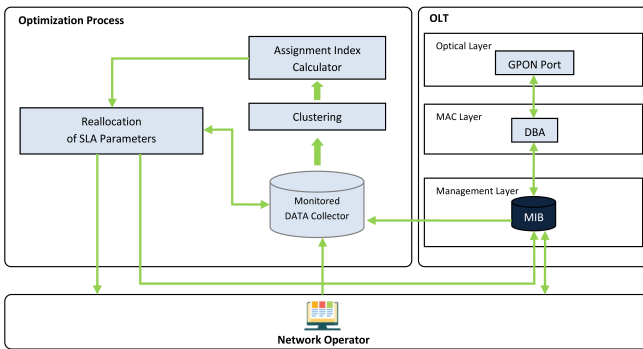 Optimization Process
Assignment Index
Calculator
Clustering
Reallocation
of SLA Parameters
Monitored
DATA Collector
OLT
Optical Layer
GPON Port
MAC Layer
DBA
Management Layer
MIB
Network Operator